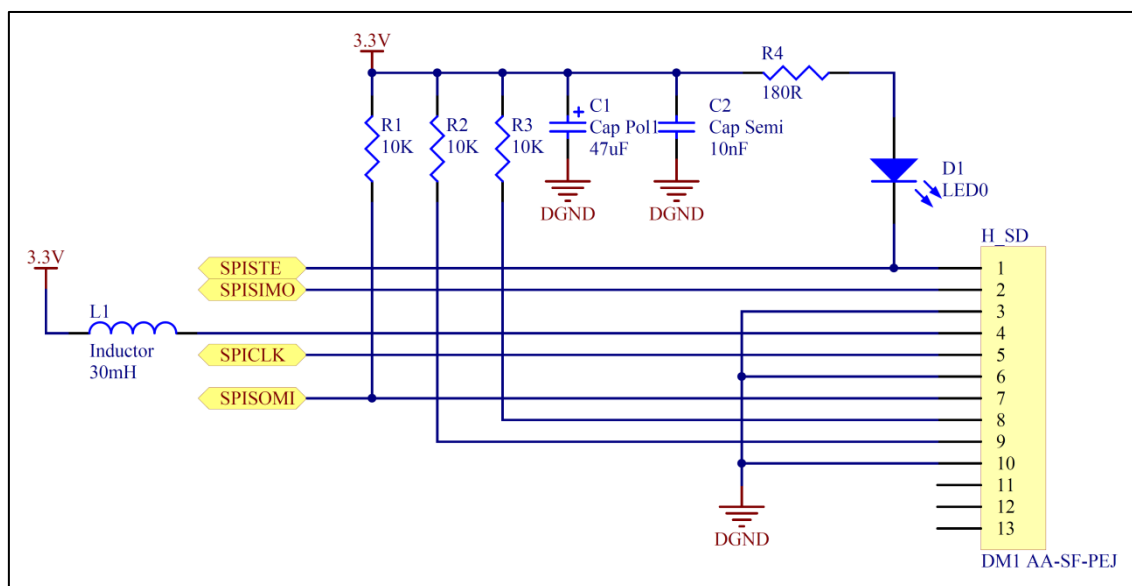 3.3V
R1
10K
R2
10K
R3
10K
C1
Cap Pol1
47uF
DGND
C2
Cap Semi
10nF
DGND
R4
180R
D1
LED0
3.3V
L1
Inductor
30mH
SPISTE
SPISIMO
SPICLK
SPISOMI
DGND
H_SD
1
2
3
4
5
6
7
8
9
10
11
12
13
DM1 AA-SF-PEJ